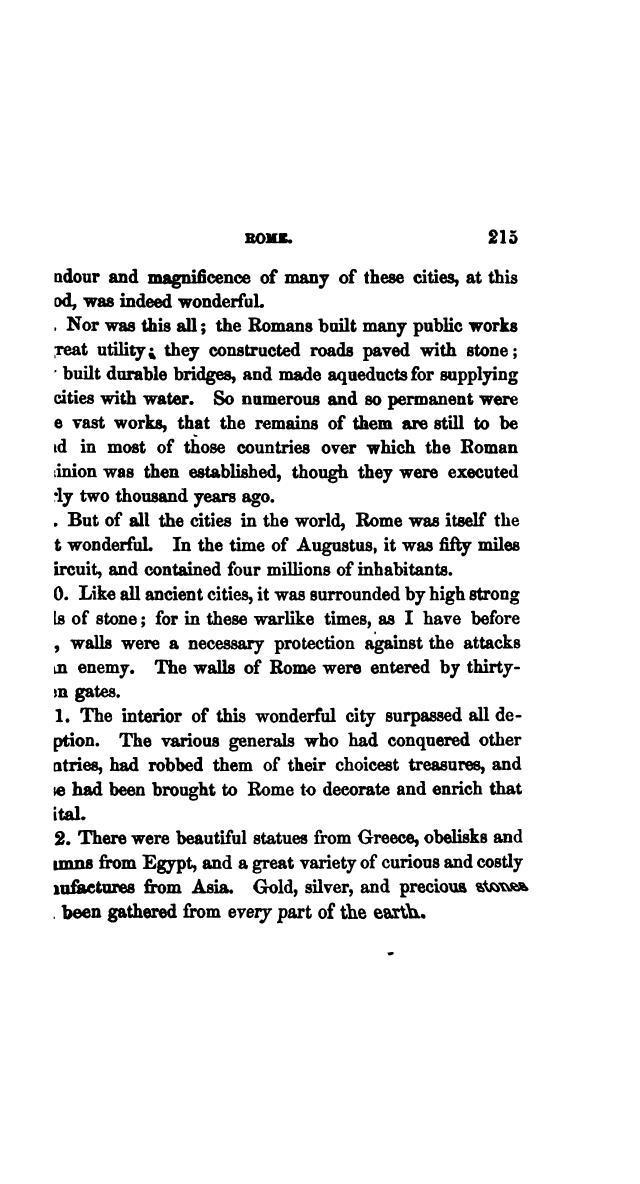 ROME. 215
ndour and magnificence of many of these cities, at this
od, was indeed wonderful.
. Nor was this all; the Romans built many public works
reat utility; they constructed roads paved with stone;
built durable bridges, and made aqueducts for supplying
cities with water. So numerous and so permanent were
e vast works, that the remains of them are still to be
d in most of those countries over which the Roman
inion was then established, though they were executed
ly two thousand years ago.
. But of all the cities in the world, Rome was itself the
t wonderful. In the time of Augustus, it was fifty miles
ircuit, and contained four millions of inhabitants.
0. Like all ancient cities, it was surrounded by high strong
ls of stone; for in these warlike times, as I have before
, walls were a necessary protection against the attacks
n enemy. The walls of Rome were entered by thirty-
n gates.
1. The interior of this wonderful city surpassed all de-
ption. The various generals who had conquered other
ntries, had robbed them of their choicest treasures, and
e had been brought to Rome to decorate and enrich that
ital.
2. There were beautiful statues from Greece, obelisks and
umns from Egypt, and a great variety of curious and costly
nufactures from Asia. Gold, silver, and precious stones
been gathered from every part of the earth.